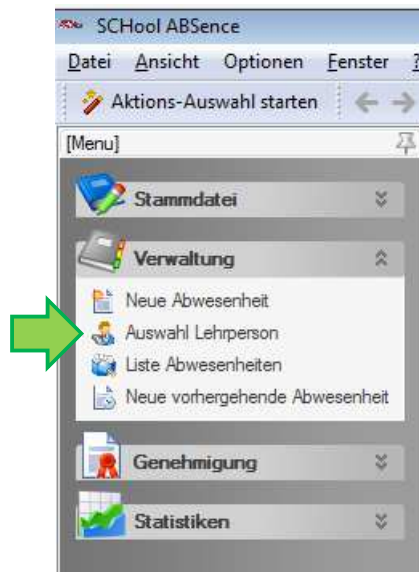 SCHool ABSence
Datei Ansicht Optionen Fenster ?
Aktions-Auswahl starten
[Menu]
Stammdatei
Verwaltung
Neue Abwesenheit
Auswahl Lehrperson
Liste Abwesenheiten
Neue vorhergehende Abwesenheit
Genehmigung
Statistiken